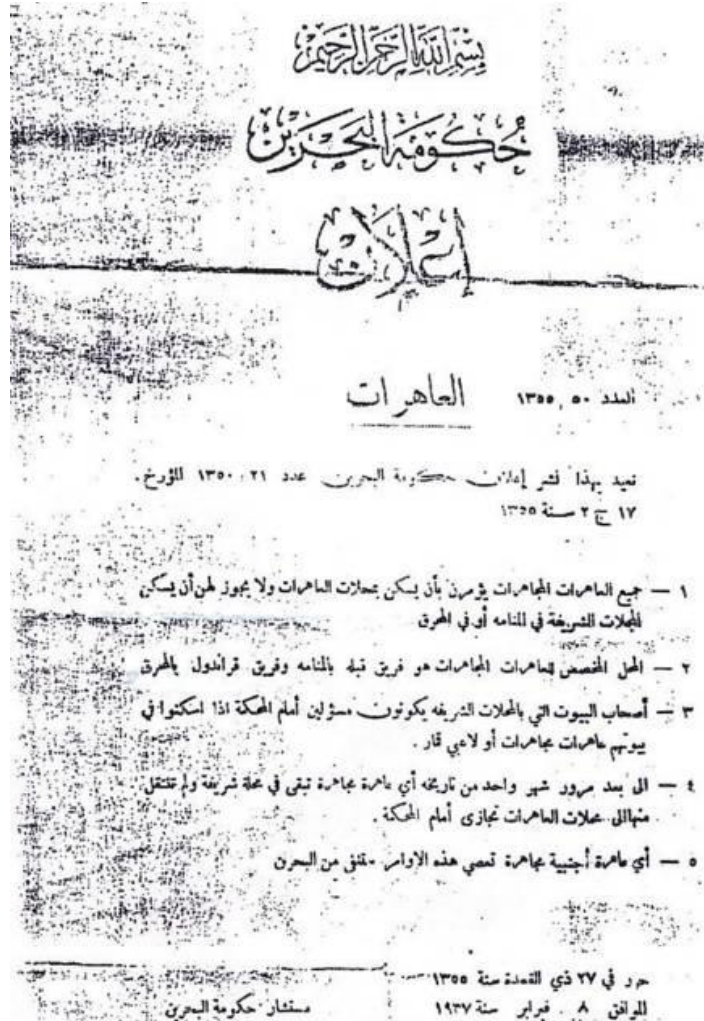 بسم الله الرحمن الرحيم
حكومة البحرين
إعلان
العدد ٥٠, ١٣٥٥
العاهرات
نعيد بهذا نشر إعلان حكومة البحرين عدد ٢١, ١٣٥٠ المؤرخ.
١٧ ج ٢ سنة ١٣٥٥
١ — جميع العاهرات المجاهرات يؤمرن بأن يسكن بمحلات العاهرات ولا يجوز لهن أن يسكن
المحلات الشريفة في المنامه أو في المحرق
٢ — المحل المخصص للعاهرات المجاهرات هو فريق قبله بالمنامه وفريق قراندول بالمحرق
٣ — أصحاب البيوت التي بالمحلات الشريفه يكونون مسؤلين أمام المحكمة اذا اسكنوا في
بيوتهم عاهرات مجاهرات أو لاعبي قمار .
٤ — الى بعد مرور شهر واحد من تاريخه أي عاهرة مجاهرة تبقى في محلة شريفة ولم تنتقل
منها الى محلات العاهرات تجازى أمام المحكمة .
٥ — أي عاهرة أجنبية مجاهرة تعصي هذه الاوامر ستنفى من البحرين
حرر في ٢٧ ذي القعدة سنة ١٣٥٥
الموافق ٨ فبراير سنة ١٩٣٧
مستشار حكومة البحرين